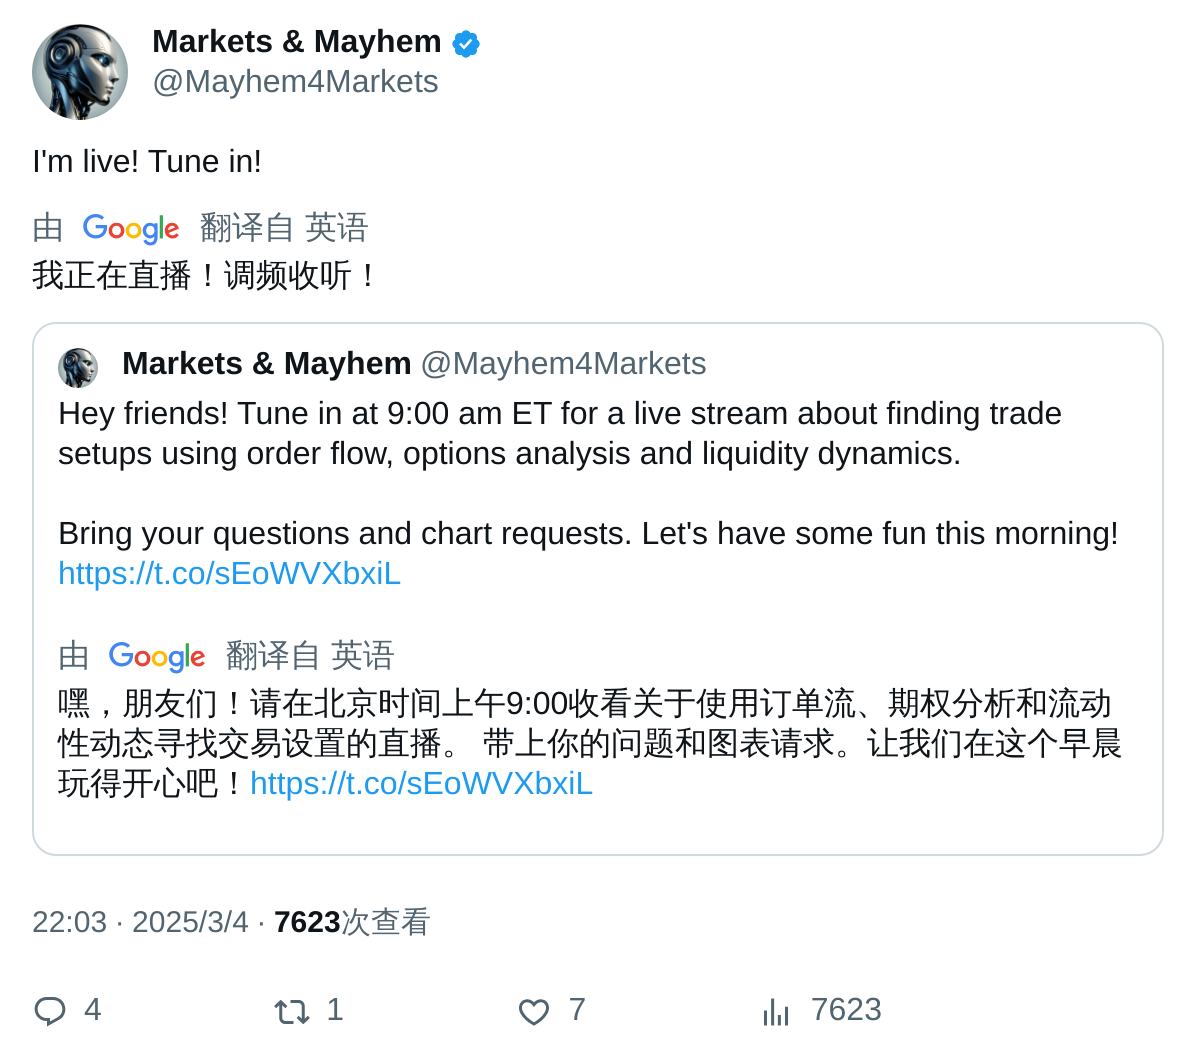 Markets & Mayhem
@Mayhem4Markets
I'm live! Tune in!
由 Google 翻译自 英语
我正在直播！调频收听！
Markets & Mayhem @Mayhem4Markets
Hey friends! Tune in at 9:00 am ET for a live stream about finding trade
setups using order flow, options analysis and liquidity dynamics.
Bring your questions and chart requests. Let's have some fun this morning!
https://t.co/sEoWVXbxiL
由 Google 翻译自 英语
嘿，朋友们！请在北京时间上午9:00收看关于使用订单流、期权分析和流动
性动态寻找交易设置的直播。 带上你的问题和图表请求。让我们在这个早晨
玩得开心吧！https://t.co/sEoWVXbxiL
22:03 · 2025/3/4 · 7623次查看
4 1 7 7623